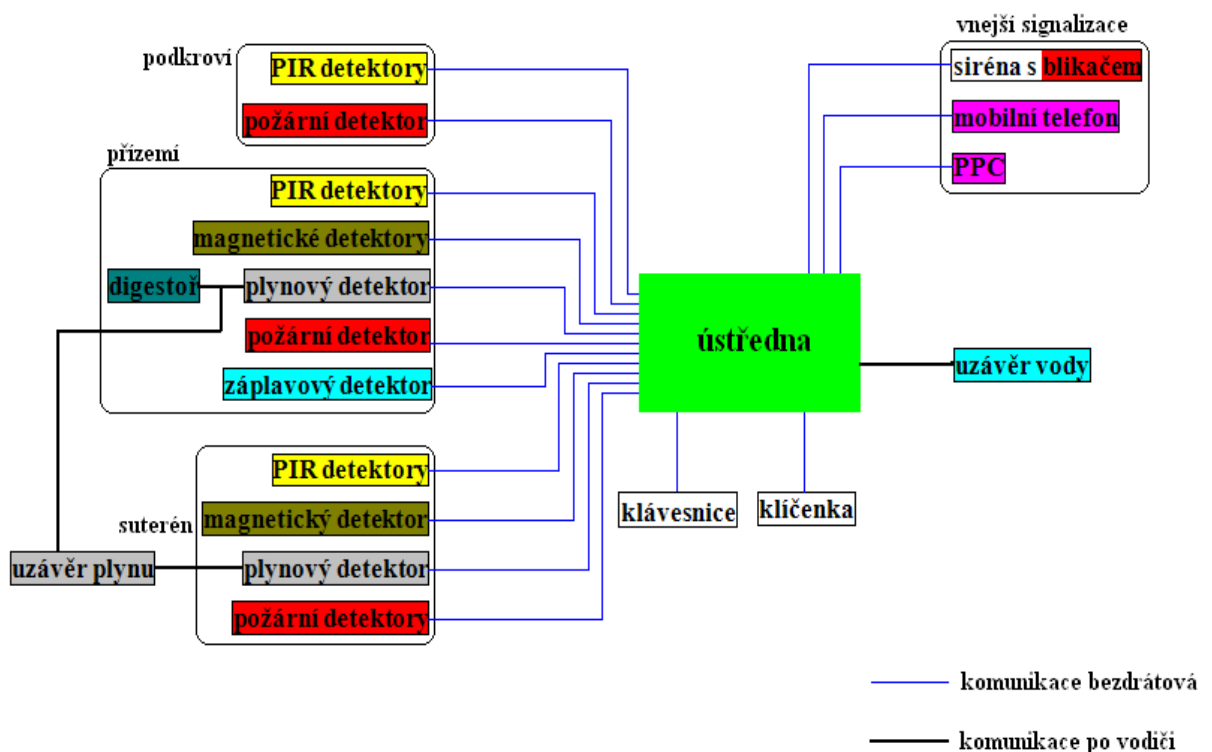 vnejší signalizace
siréna s blikačem
mobilní telefon
PPC
podkroví
PIR detektory
požární detektor
přízemí
PIR detektory
magnetické detektory
digestoř
plynový detektor
požární detektor
záplavový detektor
ústředna
uzávěr vody
klávesnice
klíčenka
suterén
PIR detektory
magnetický detektor
uzávěr plynu
plynový detektor
požární detektory
komunikace bezdrátová
komunikace po vodiči